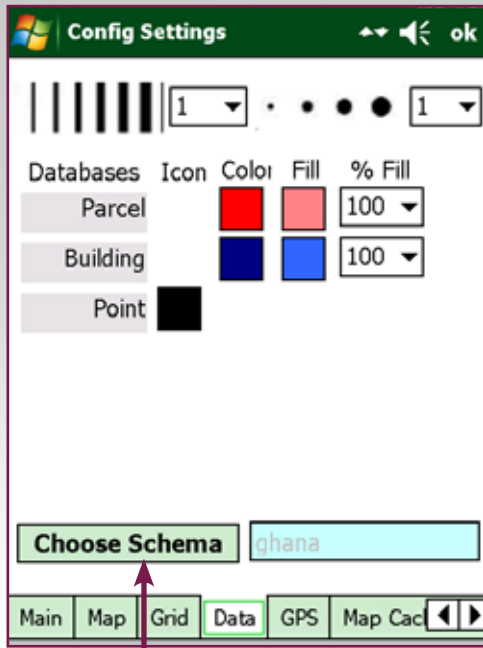 Config Settings ok
1 1
Databases Icon Color Fill % Fill
Parcel 100
Building 100
Point
Choose Schema ghana
Main Map Grid Data GPS Map Cac